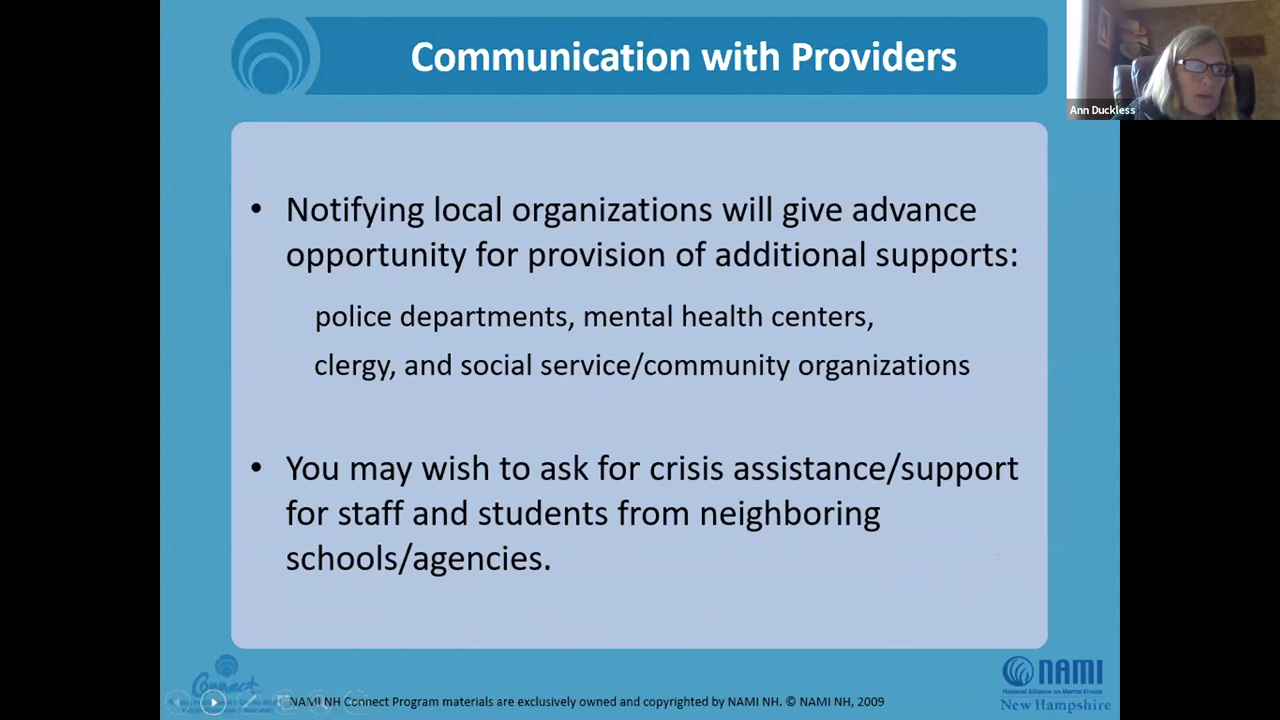 Communication with Providers
Ann Duckless
• Notifying local organizations will give advance
opportunity for provision of additional supports:
police departments, mental health centers,
clergy, and social service/community organizations
• You may wish to ask for crisis assistance/support
for staff and students from neighboring
schools/agencies.
Connect
NAMI NH Connect Program materials are exclusively owned and copyrighted by NAMI NH. © NAMI NH, 2009
NAMI
National Alliance on Mental Illness
New Hampshire